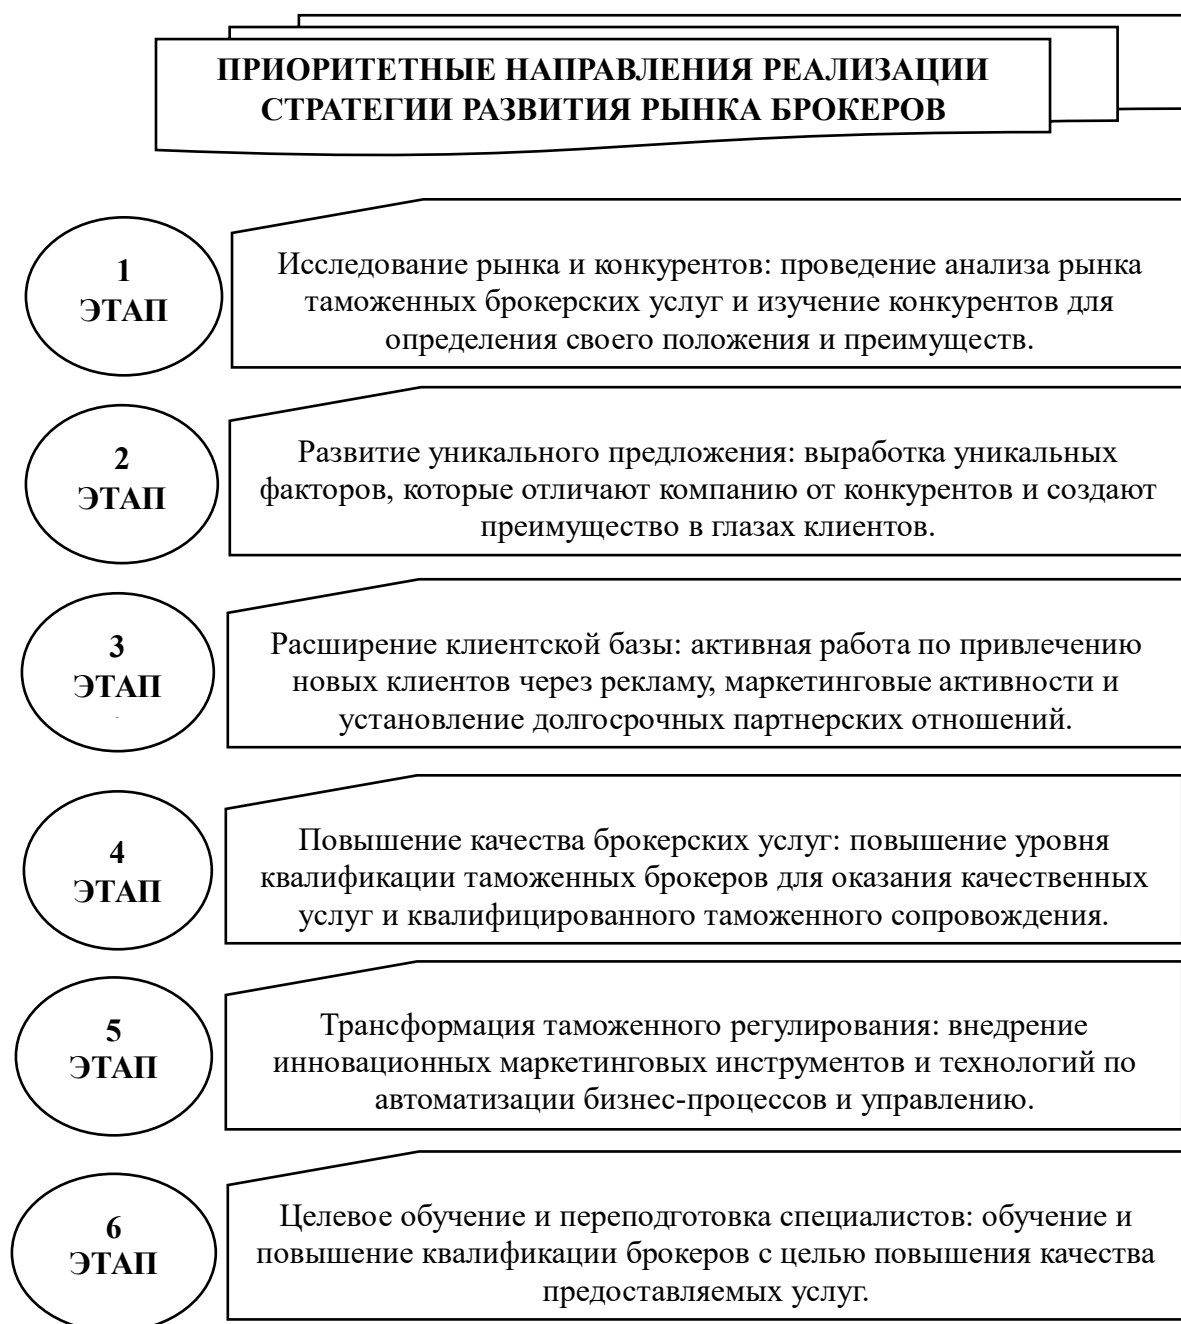 ПРИОРИТЕТНЫЕ НАПРАВЛЕНИЯ РЕАЛИЗАЦИИ
СТРАТЕГИИ РАЗВИТИЯ РЫНКА БРОКЕРОВ
1
ЭТАП
Исследование рынка и конкурентов: проведение анализа рынка
таможенных брокерских услуг и изучение конкурентов для
определения своего положения и преимуществ.
2
ЭТАП
Развитие уникального предложения: выработка уникальных
факторов, которые отличают компанию от конкурентов и создают
преимущество в глазах клиентов.
3
ЭТАП
Расширение клиентской базы: активная работа по привлечению
новых клиентов через рекламу, маркетинговые активности и
установление долгосрочных партнерских отношений.
4
ЭТАП
Повышение качества брокерских услуг: повышение уровня
квалификации таможенных брокеров для оказания качественных
услуг и квалифицированного таможенного сопровождения.
5
ЭТАП
Трансформация таможенного регулирования: внедрение
инновационных маркетинговых инструментов и технологий по
автоматизации бизнес-процессов и управлению.
6
ЭТАП
Целевое обучение и переподготовка специалистов: обучение и
повышение квалификации брокеров с целью повышения качества
предоставляемых услуг.